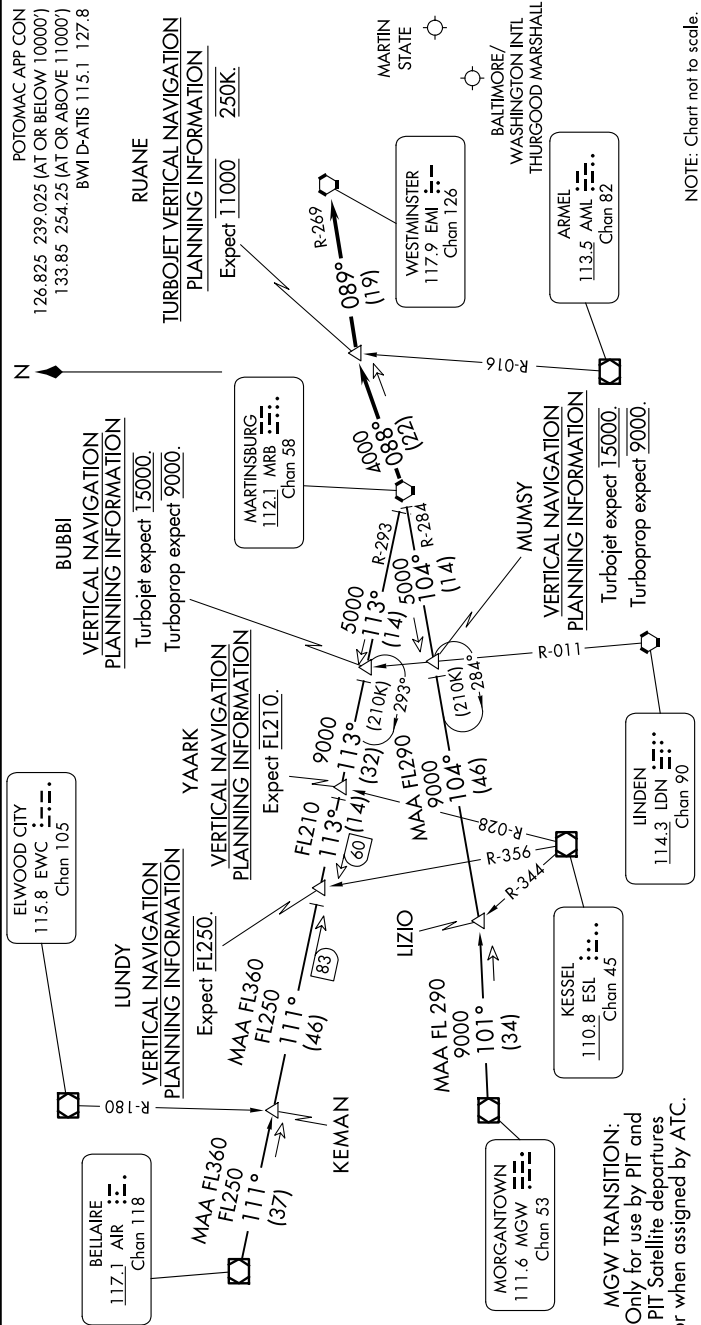 POTOMAC APP CON
126.825 239.025 (AT OR BELOW 10000')
133.85 254.25 (AT OR ABOVE 11000')
BWI D-ATIS 115.1 127.8
N
RUANE
TURBOJET VERTICAL NAVIGATION
PLANNING INFORMATION
Expect 11000 250K.
MARTIN
STATE
BALTIMORE/
WASHINGTON INTL
THURGOOD MARSHALL
BUBBI
VERTICAL NAVIGATION
PLANNING INFORMATION
Turbojet expect 15000.
Turboprop expect 9000.
MARTINSBURG
112.1 MRB
Chan 58
WESTMINSTER
117.9 EMI
Chan 126
R-269
089°
(19)
4000
088°
(22)
ARMEL
113.5 AML
Chan 82
R-016
YAARK
VERTICAL NAVIGATION
PLANNING INFORMATION
Expect FL210.
ELWOOD CITY
115.8 EWC
Chan 105
LUNDY
VERTICAL NAVIGATION
PLANNING INFORMATION
Expect FL250.
R-293
R-284
5000
113°
(14)
5000
104°
(14)
MUMSY
VERTICAL NAVIGATION
PLANNING INFORMATION
Turbojet expect 15000.
Turboprop expect 9000.
(210K)
293°
(210K)
284°
9000
113°
(32)
FL210
113°
(14)
60
MAA FL290
9000
104°
(46)
R-011
R-028
R-356
R-344
LINDEN
114.3 LDN
Chan 90
83
MAA FL360
FL250
111°
(46)
LIZIO
KESSEL
110.8 ESL
Chan 45
R-180
KEMAN
BELLAIRE
117.1 AIR
Chan 118
MAA FL360
FL250
111°
(37)
MAA FL 290
9000
101°
(34)
MORGANTOWN
111.6 MGW
Chan 53
MGW TRANSITION:
Only for use by PIT and
PIT Satellite departures
or when assigned by ATC.
NOTE: Chart not to scale.